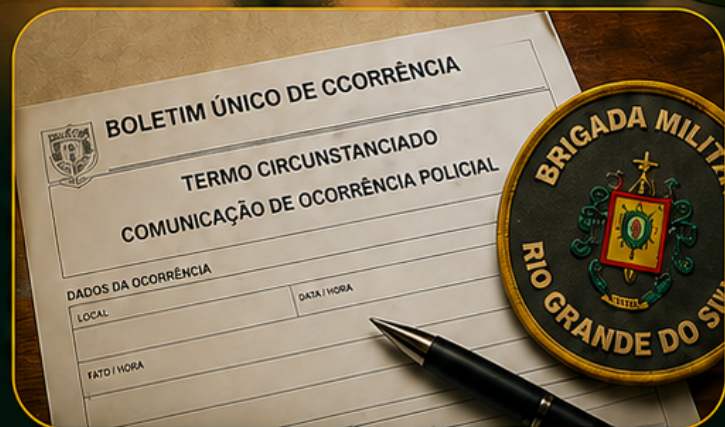 BOLETIM ÚNICO DE CCORRÊNCIA
TERMO CIRCUNSTANCIADO
COMUNICAÇÃO DE OCORRÊNCIA POLICIAL
DADOS DA OCORRÊNCIA
LOCAL
DATA / HORA
FATO / HORA
BRIGADA MILITA
RIO GRANDE DO SU